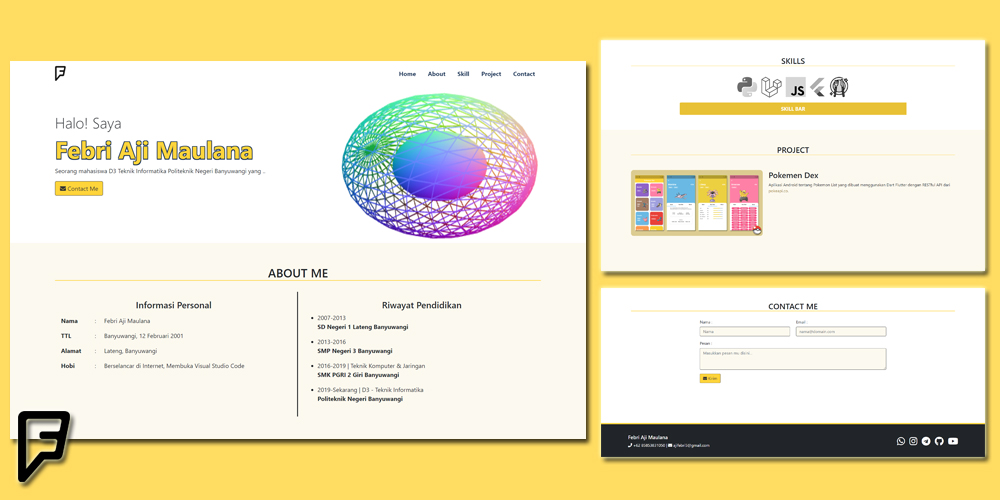 Home About Skill Project Contact
Halo! Saya
Febri Aji Maulana
Seorang mahasiswa D3 Teknik Informatika Politeknik Negeri Banyuwangi yang ..
Contact Me
ABOUT ME
Informasi Personal
Nama : Febri Aji Maulana
TTL : Banyuwangi, 12 Februari 2001
Alamat : Lateng, Banyuwangi
Hobi : Berselancar di Internet, Membuka Visual Studio Code
Riwayat Pendidikan
2007-2013
SD Negeri 1 Lateng Banyuwangi
2013-2016
SMP Negeri 3 Banyuwangi
2016-2019 | Teknik Komputer & Jaringan
SMK PGRI 2 Giri Banyuwangi
2019-Sekarang | D3 - Teknik Informatika
Politeknik Negeri Banyuwangi
SKILLS
JS
SKILL BAR
PROJECT
Pokemen Dex
Aplikasi Android tentang Pokemon List yang dibuat menggunakan Dart Flutter dengan RESTful API dari
pokeapi.co
CONTACT ME
Nama :
Email :
Nama
name@domain.com
Pesan :
Masukkan pesan mu disini..
Kirim
Febri Aji Maulana